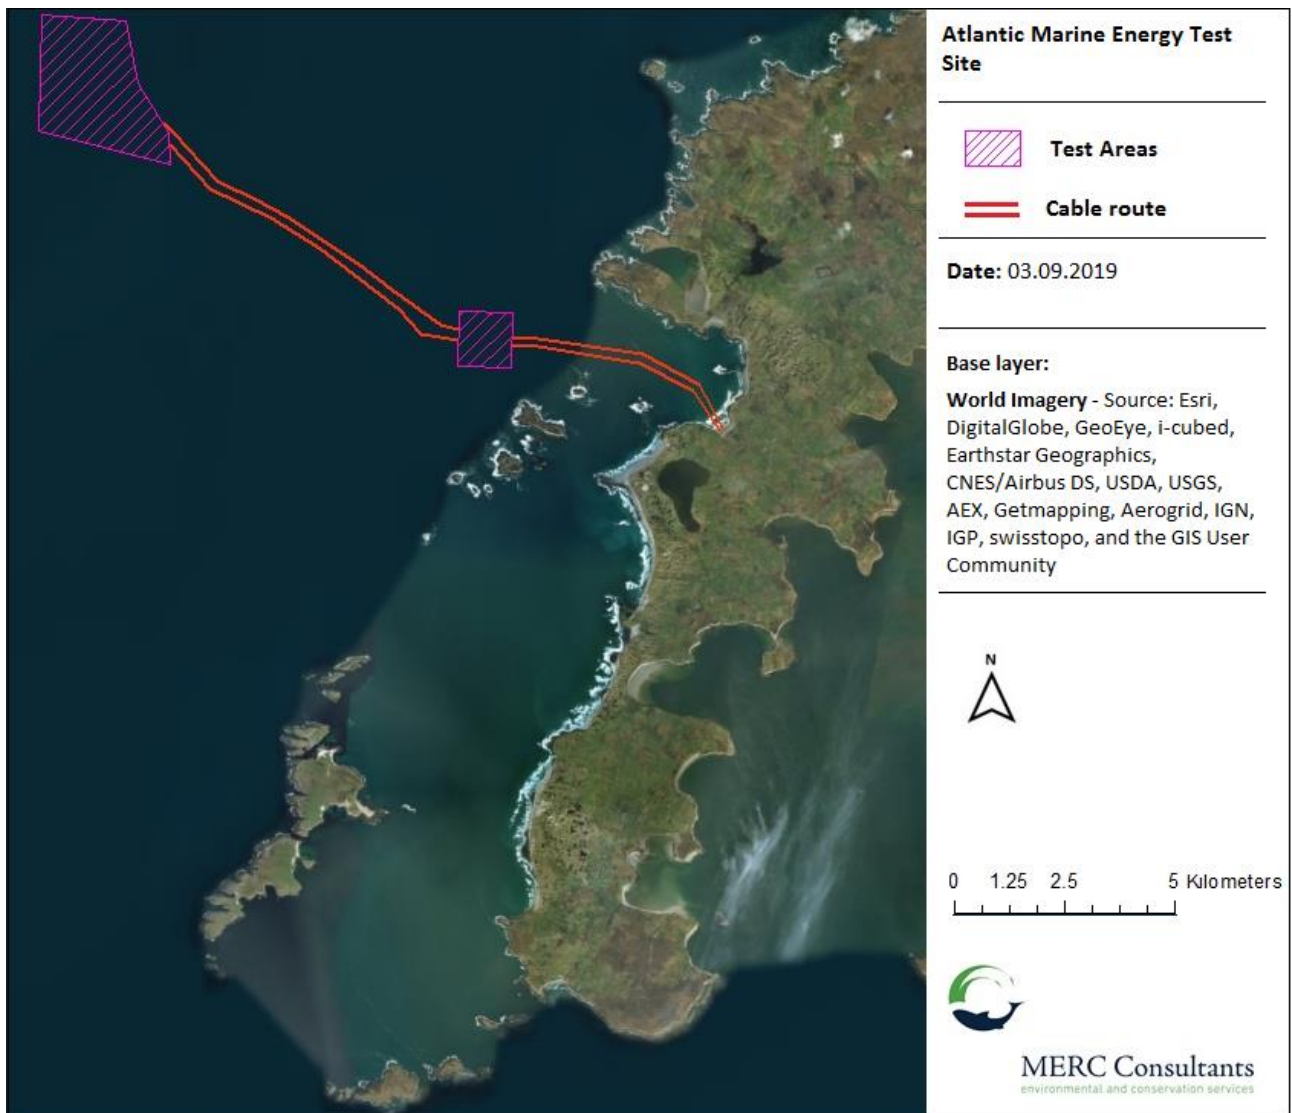 Atlantic Marine Energy Test
Site
Test Areas
Cable route
Date: 03.09.2019
Base layer:
World Imagery - Source: Esri,
DigitalGlobe, GeoEye, i-cubed,
Earthstar Geographics,
CNES/Airbus DS, USDA, USGS,
AEX, Getmapping, Aerogrid, IGN,
IGP, swisstopo, and the GIS User
Community
N
0 1.25 2.5 5 Kilometers
MERC Consultants
environmental and conservation services